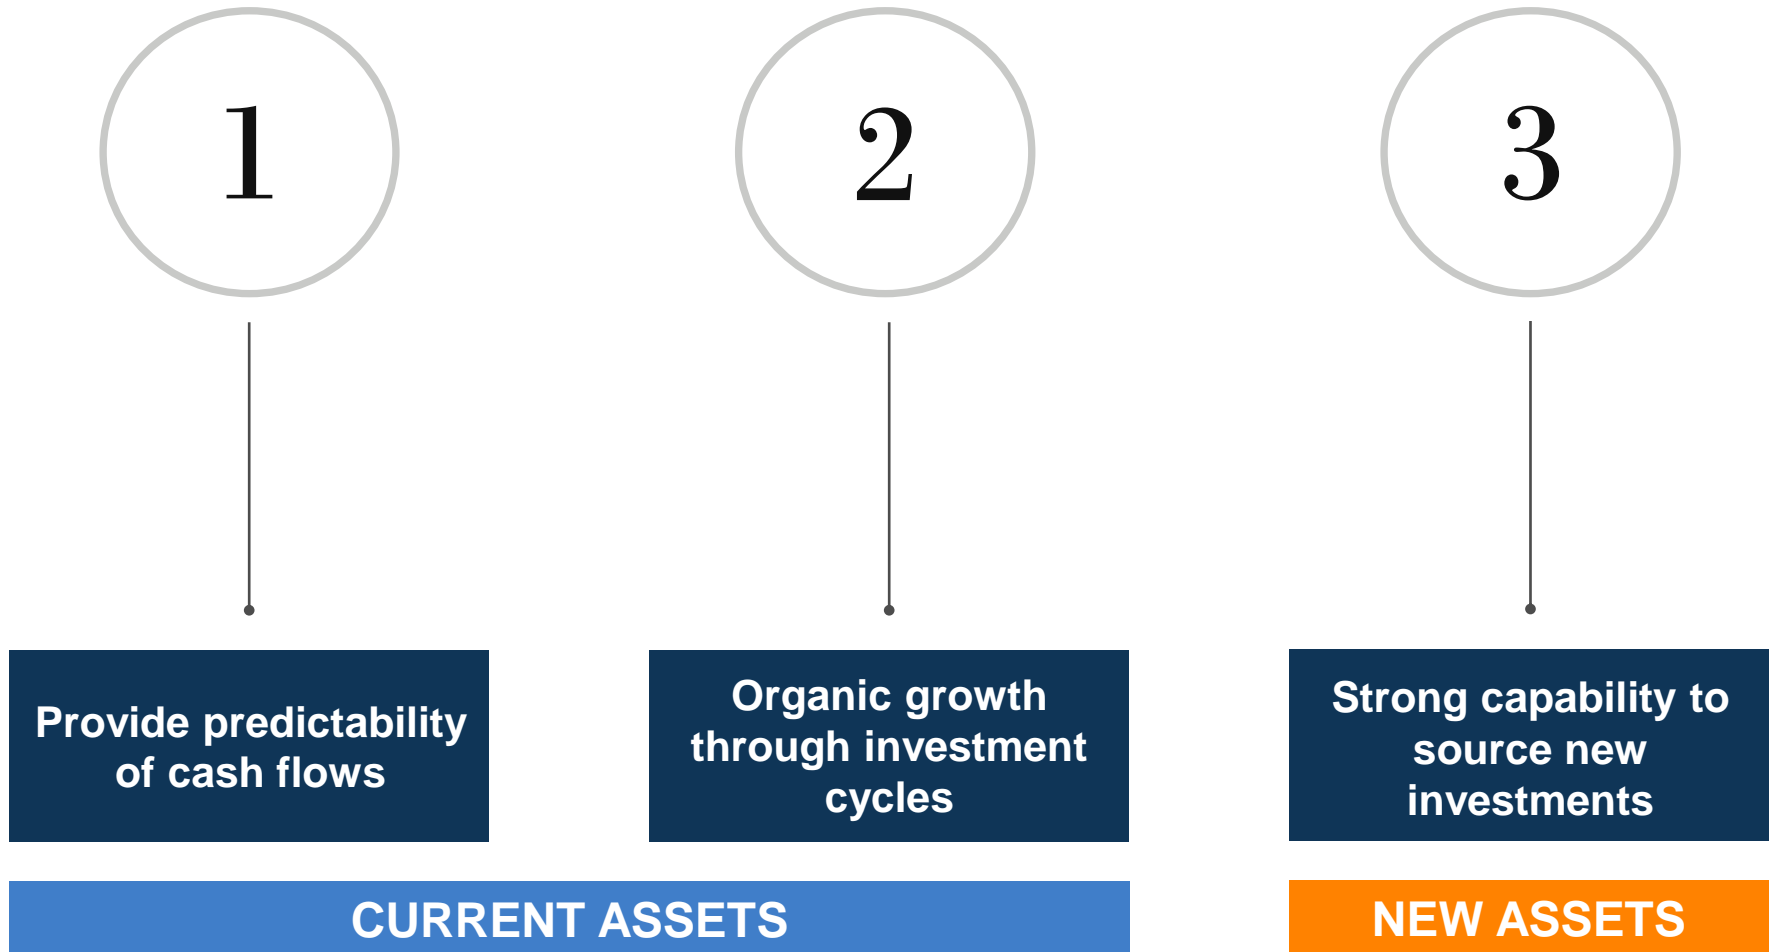 1
2
3
Provide predictability
of cash flows
Organic growth
through investment
cycles
Strong capability to
source new
investments
CURRENT ASSETS
NEW ASSETS